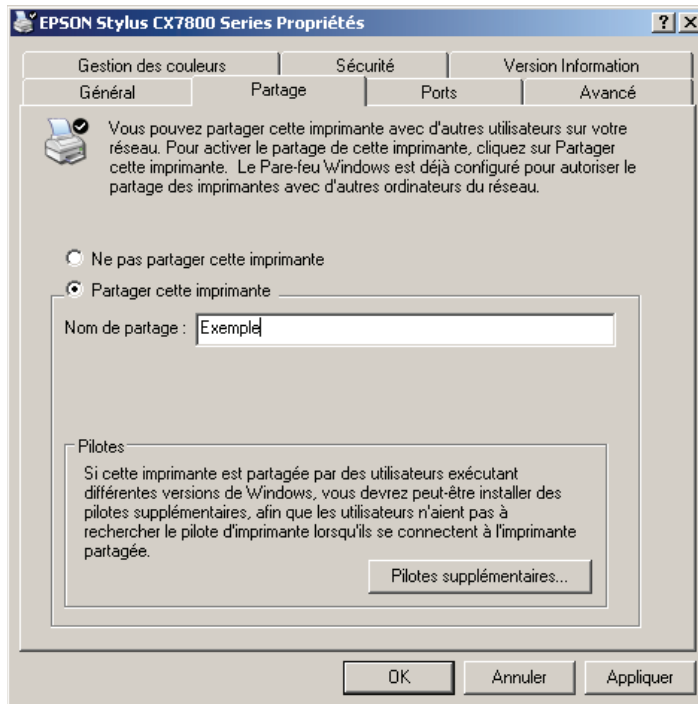 EPSON Stylus CX7800 Series Propriétés
Gestion des couleurs Sécurité Version Information
Général Partage Ports Avancé
Vous pouvez partager cette imprimante avec d'autres utilisateurs sur votre
réseau. Pour activer le partage de cette imprimante, cliquez sur Partager
cette imprimante. Le Pare-feu Windows est déjà configuré pour autoriser le
partage des imprimantes avec d'autres ordinateurs du réseau.
Ne pas partager cette imprimante
Partager cette imprimante
Nom de partage : Exemple
Pilotes
Si cette imprimante est partagée par des utilisateurs exécutant
différentes versions de Windows, vous devrez peut-être installer des
pilotes supplémentaires, afin que les utilisateurs n'aient pas à
rechercher le pilote d'imprimante lorsqu'ils se connectent à l'imprimante
partagée.
Pilotes supplémentaires...
OK Annuler Appliquer